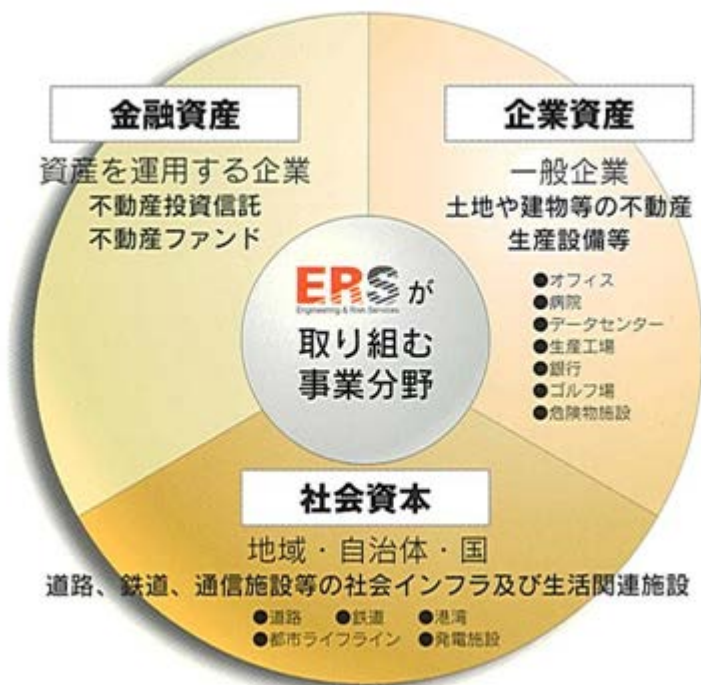 金融資産
資産を運用する企業
不動産投資信託
不動産ファンド
企業資産
一般企業
土地や建物等の不動産
生産設備等
●オフィス
●病院
●データセンター
●生産工場
●銀行
●ゴルフ場
●危険物施設
ERSが
Engineering & Risk Services
取り組む
事業分野
社会資本
地域・自治体・国
道路、鉄道、通信施設等の社会インフラ及び生活関連施設
●道路 ●鉄道 ●港湾
●都市ライフライン ●発電施設